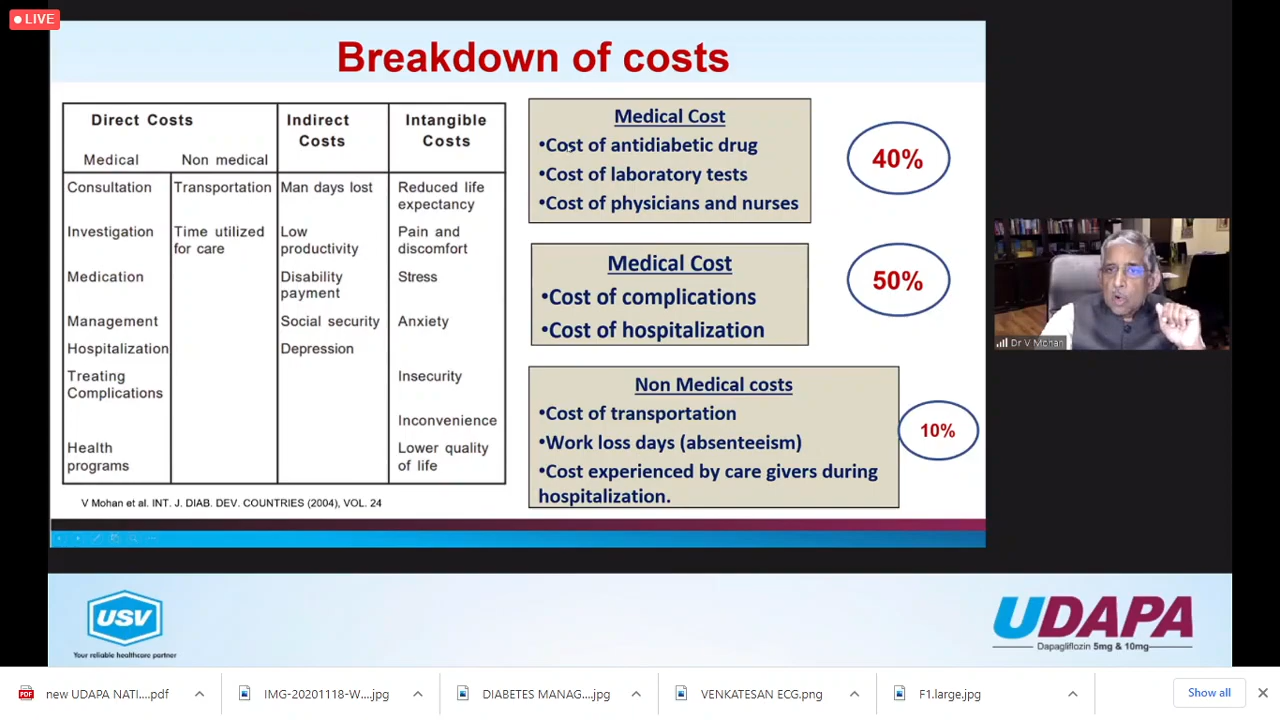 LIVE
Breakdown of costs
Direct Costs
Medical
Non medical
Indirect
Costs
Intangible
Costs
Consultation
Investigation
Medication
Management
Hospitalization
Treating
Complications
Health
programs
Transportation
Time utilized
for care
Man days lost
Low
productivity
Disability
payment
Social security
Depression
Reduced life
expectancy
Pain and
discomfort
Stress
Anxiety
Insecurity
Inconvenience
Lower quality
of life
V Mohan et al. INT. J. DIAB. DEV. COUNTRIES (2004), VOL. 24
Medical Cost
•Cost of antidiabetic drug
•Cost of laboratory tests
•Cost of physicians and nurses
40%
Medical Cost
•Cost of complications
•Cost of hospitalization
50%
Non Medical costs
•Cost of transportation
•Work loss days (absenteeism)
•Cost experienced by care givers during
hospitalization.
10%
Dr V Mohan
USV
Your reliable healthcare partner
UDAPA
Dapagliflozin 5mg & 10mg
PDF
new UDAPA NATI....pdf
IMG-20201118-W....jpg
DIABETES MANAG....jpg
VENKATESAN ECG.png
F1.large.jpg
Show all